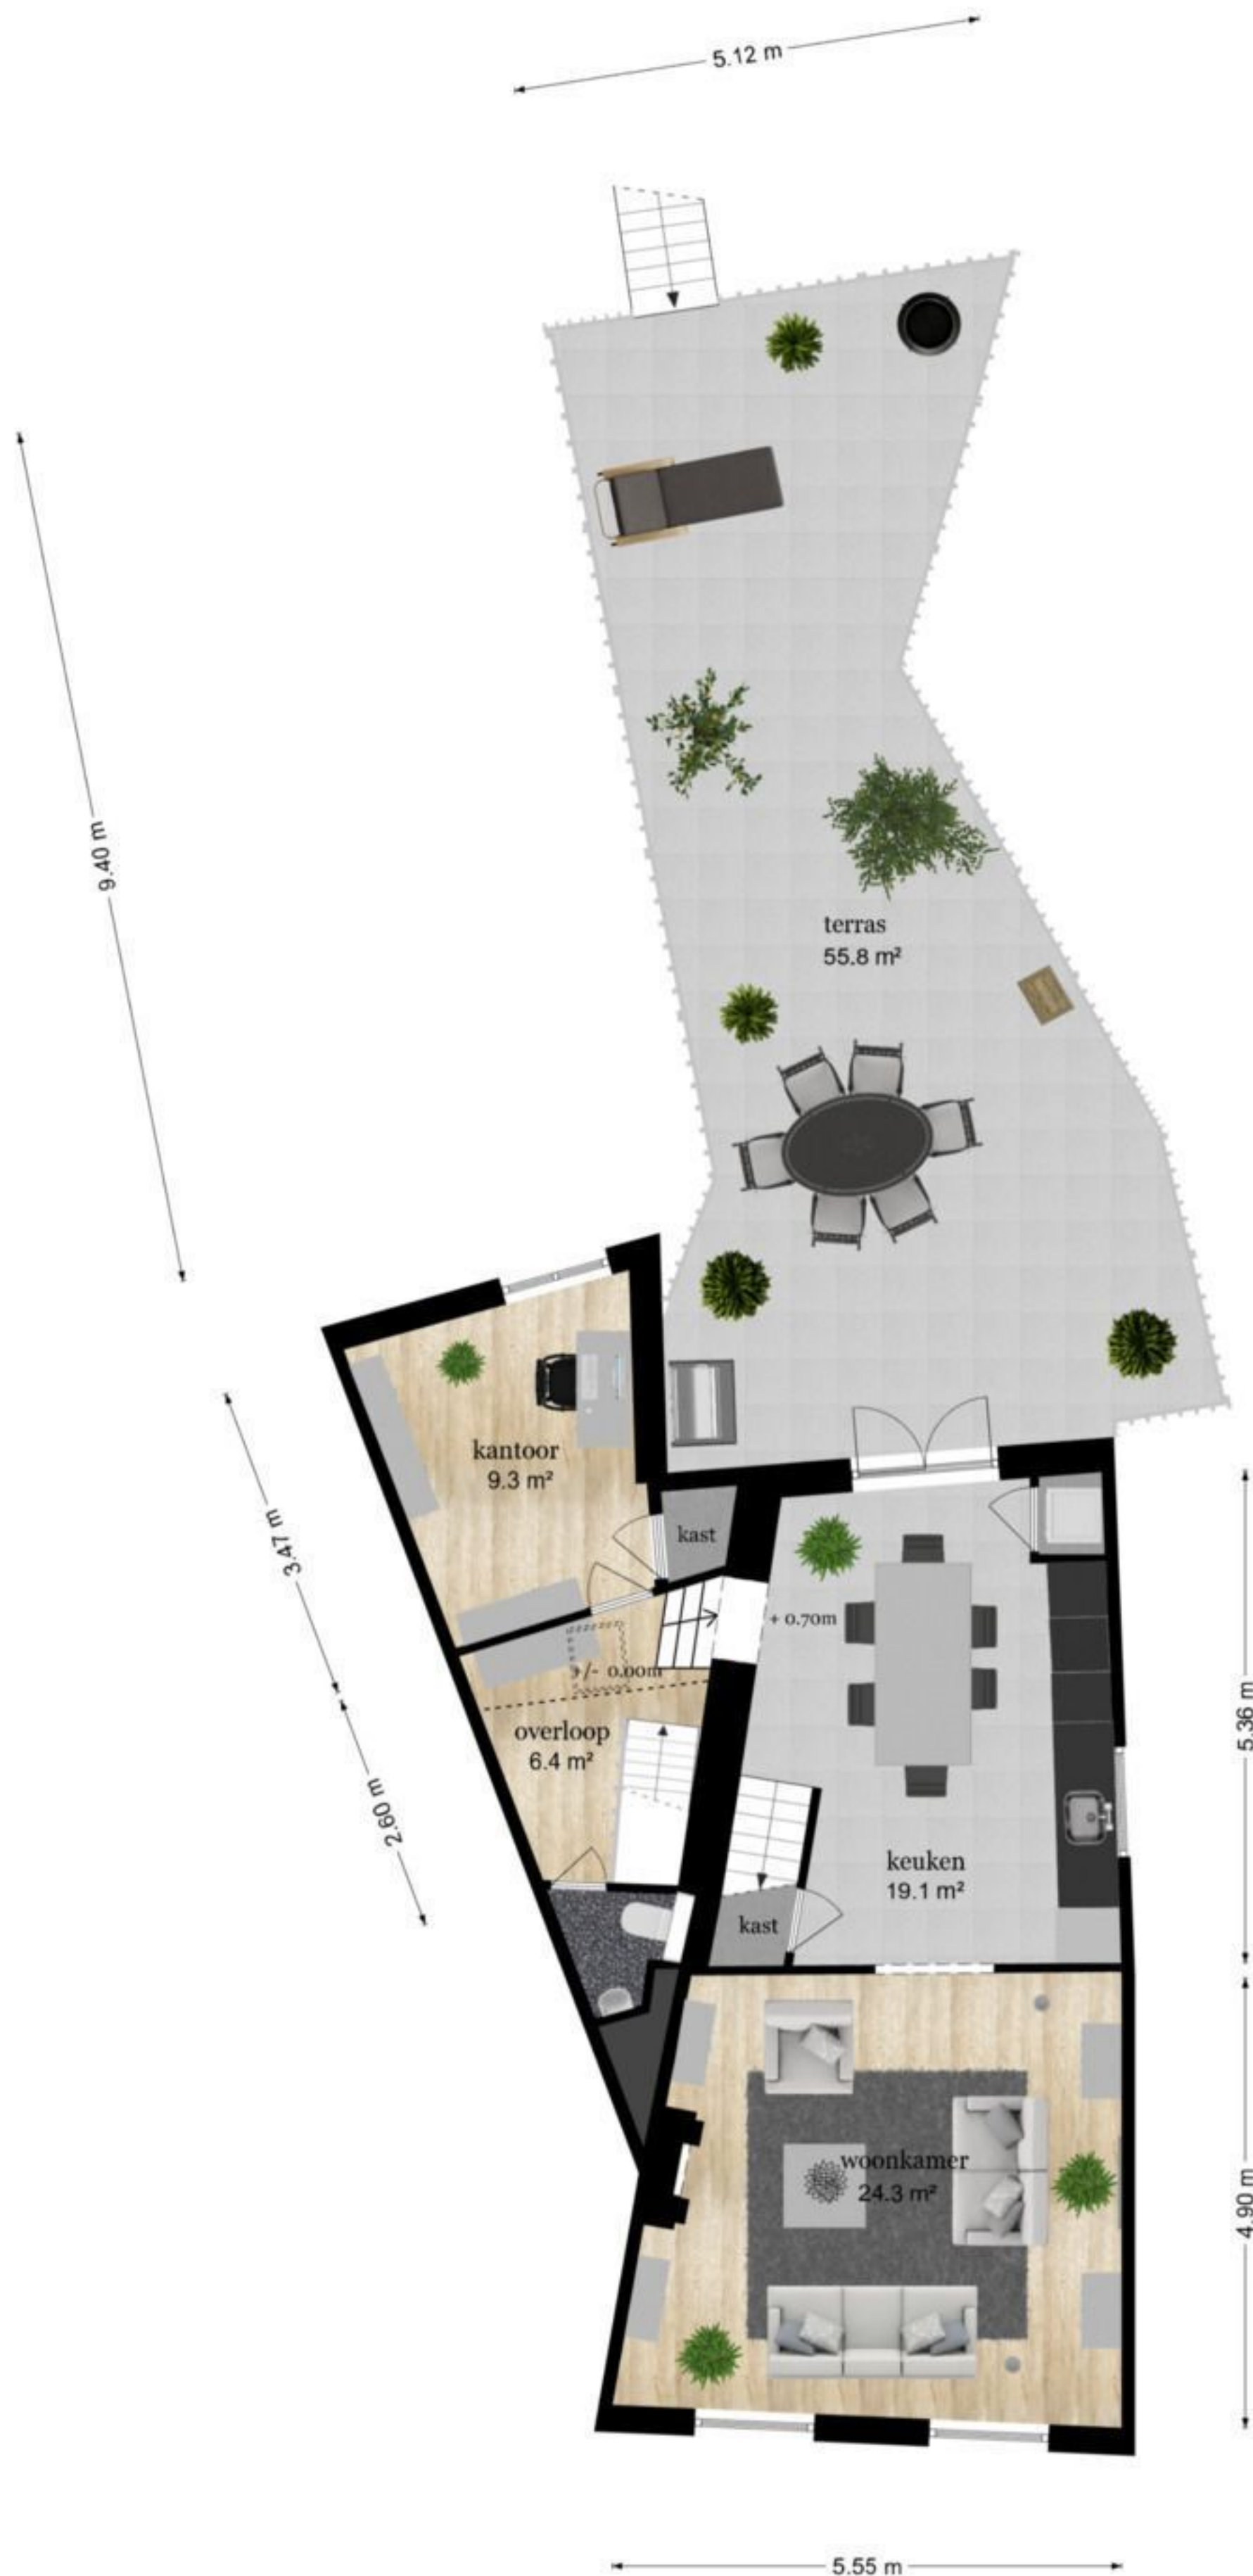 5.12 m
9.40 m
terras
55.8 m²
kantoor
9.3 m²
3.47 m
kast
+ 0.70m
+/- 0.00m
overloop
6.4 m²
2.60 m
5.36 m
keuken
19.1 m²
kast
woonkamer
24.3 m²
4.90 m
5.55 m